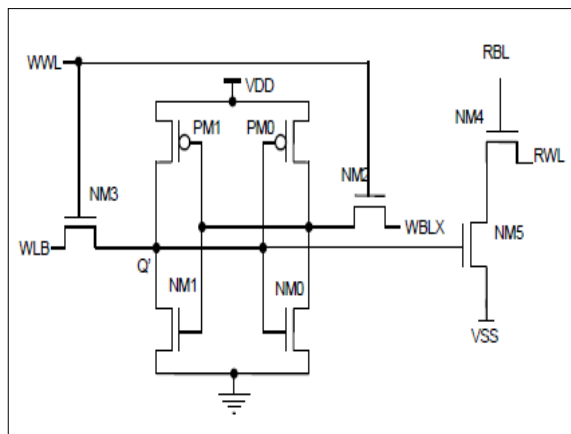 WWL
VDD
RBL
PM1
PM0
NM4
NM3
NM2
RWL
WLB
WBLX
NM5
Q'
NM1
NM0
VSS